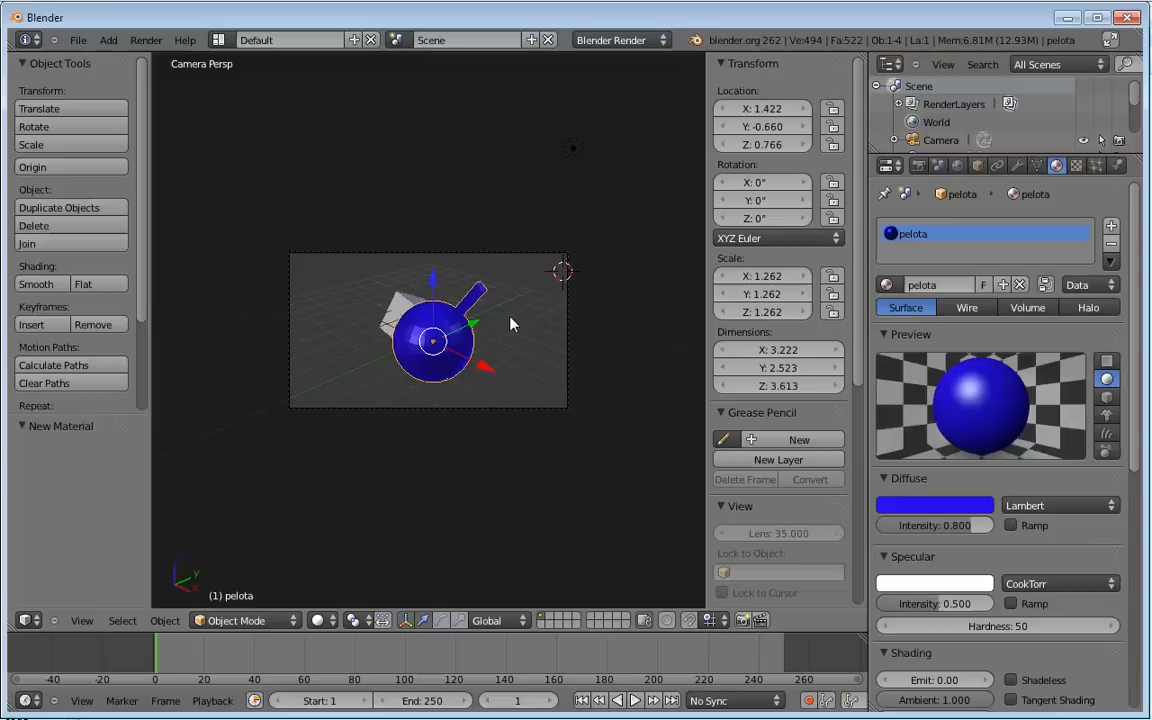 Blender
File Add Render Help Default Scene Blender Render blender.org 262 | Ve:494 | Fa:522 | Ob:1-4 | La:1 | Mem:6.81M (12.93M) | pelota
Object Tools
Transform:
Translate
Rotate
Scale
Origin
Object:
Duplicate Objects
Delete
Join
Shading:
Smooth Flat
Keyframes:
Insert Remove
Motion Paths:
Calculate Paths
Clear Paths
Repeat:
New Material
Camera Persp
(1) pelota
Transform
Location:
X: 1.422
Y: -0.660
Z: 0.766
Rotation:
X: 0°
Y: 0°
Z: 0°
XYZ Euler
Scale:
X: 1.262
Y: 1.262
Z: 1.262
Dimensions:
X: 3.222
Y: 2.523
Z: 3.613
Grease Pencil
New
New Layer
Delete Frame Convert
View
Lens: 35.000
Lock to Object:
Lock to Cursor
View Search All Scenes
Scene
RenderLayers
World
Camera
pelota pelota
pelota
pelota F Data
Surface Wire Volume Halo
Preview
Diffuse
Lambert
Intensity: 0.800 Ramp
Specular
CookTorr
Intensity: 0.500 Ramp
Hardness: 50
Shading
Emit: 0.00 Shadeless
Ambient: 1.000 Tangent Shading
View Select Object Object Mode Global
-40 -20 0 20 40 60 80 100 120 140 160 180 200 220 240 260 280
View Marker Frame Playback Start: 1 End: 250 1 No Sync